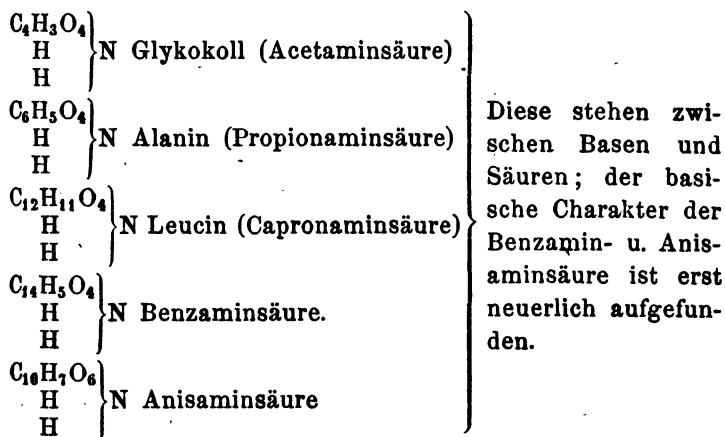 C₄H₃O₄
H
H
N Glykokoll (Acetaminsäure)
C₆H₅O₄
H
H
N Alanin (Propionaminsäure)
C₁₂H₁₁O₄
H
H
N Leucin (Capronaminsäure)
C₁₄H₅O₄
H
H
N Benzaminsäure.
C₁₆H₇O₆
H
H
N Anisaminsäure
Diese stehen zwi-
schen Basen und
Säuren; der basi-
sche Charakter der
Benzamin- u. Anis-
aminsäure ist erst
neuerlich aufgefun-
den.